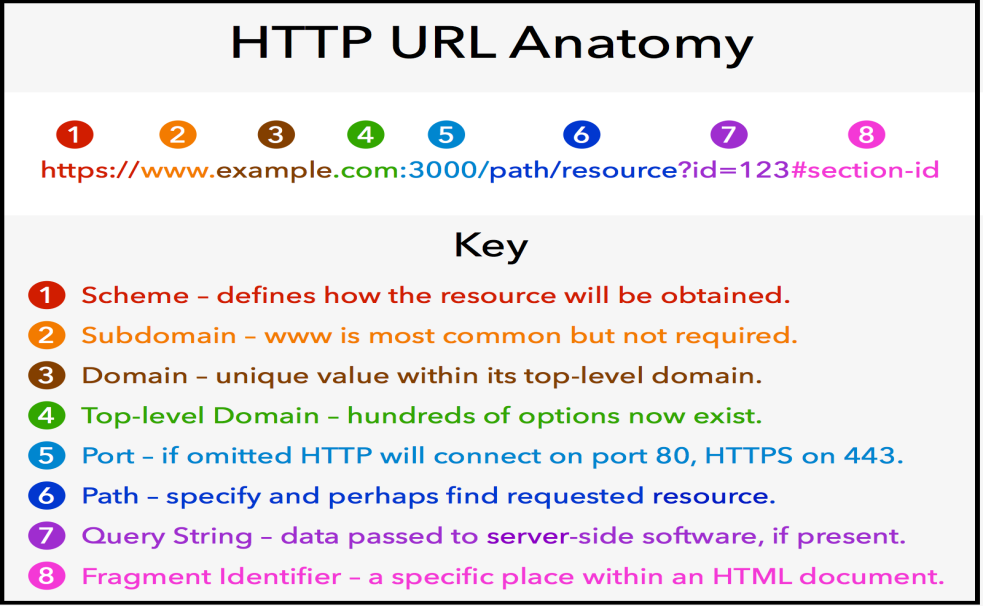 HTTP URL Anatomy
1 2 3 4 5 6 7 8
https://www.example.com:3000/path/resource?id=123#section-id
Key
1 Scheme – defines how the resource will be obtained.
2 Subdomain – www is most common but not required.
3 Domain – unique value within its top-level domain.
4 Top-level Domain – hundreds of options now exist.
5 Port – if omitted HTTP will connect on port 80, HTTPS on 443.
6 Path – specify and perhaps find requested resource.
7 Query String – data passed to server-side software, if present.
8 Fragment Identifier – a specific place within an HTML document.